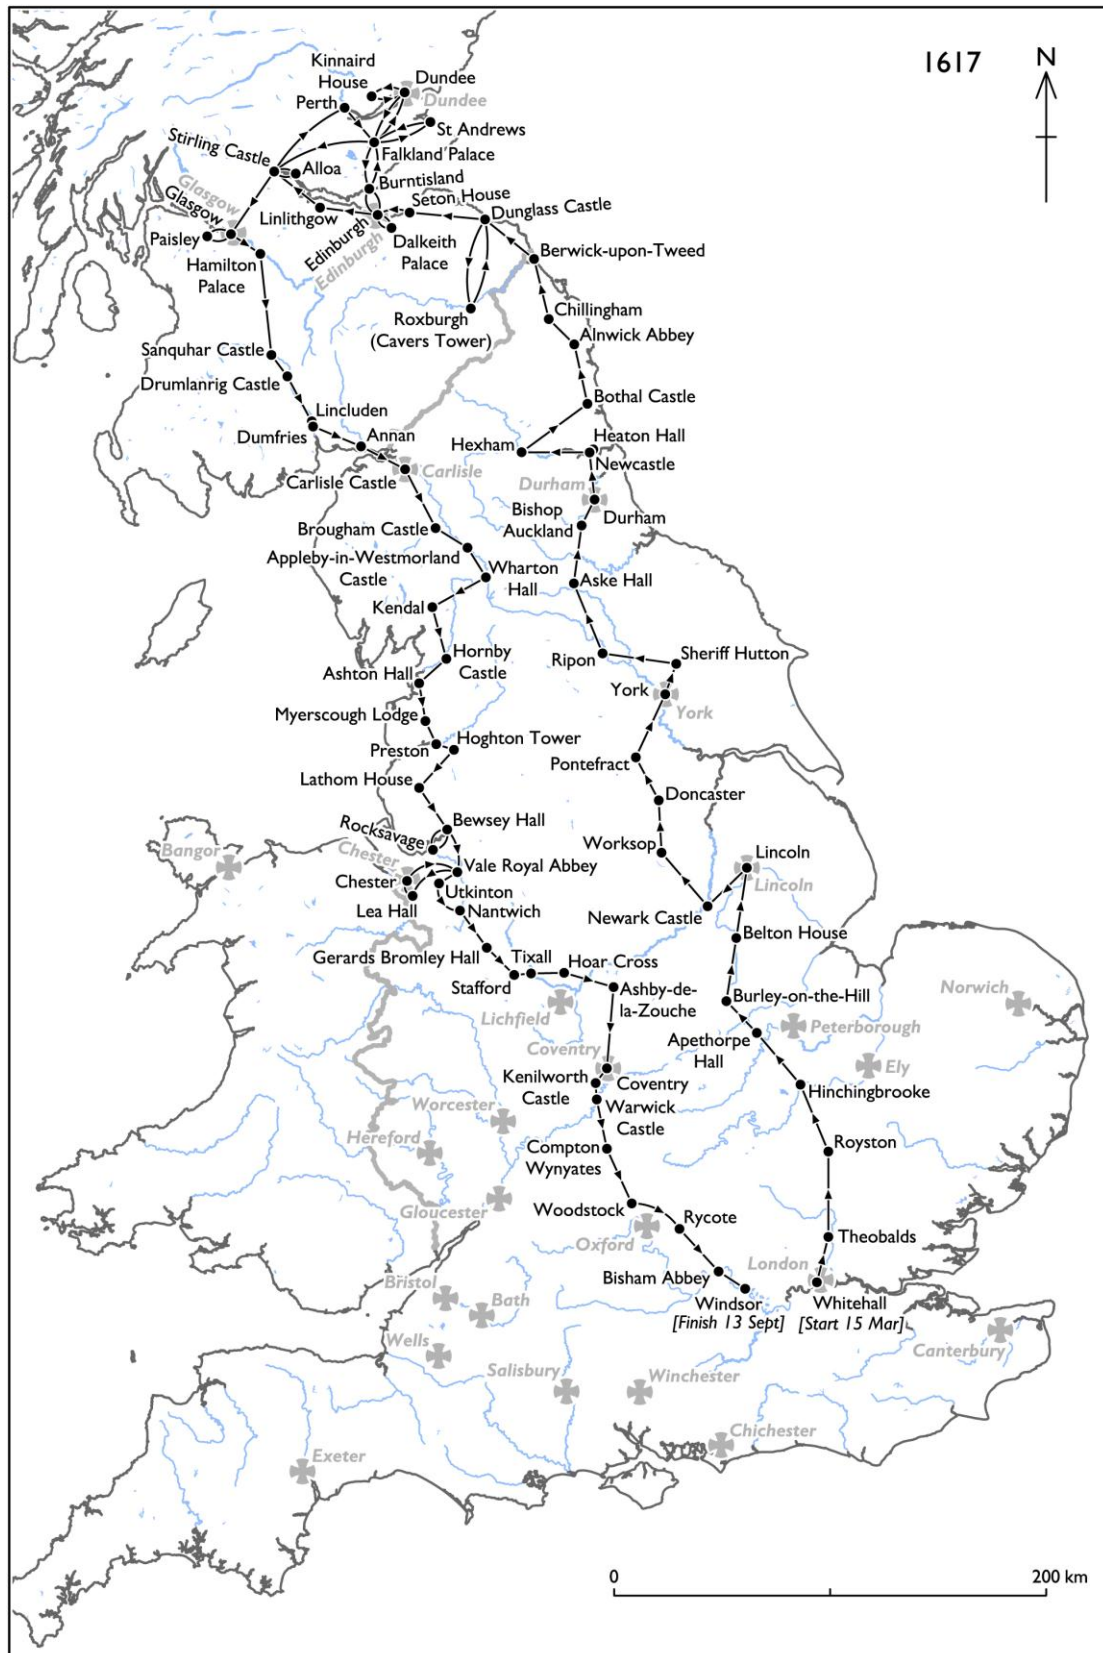 1617
N
Kinnaird
House
Dundee
Dundee
Perth
St Andrews
Stirling Castle
Falkland Palace
Alloa
Burntisland
Glasgow
Glasgow
Seton House
Linlithgow
Dunglass Castle
Paisley
Edinburgh
Edinburgh
Dalkeith
Palace
Hamilton
Palace
Berwick-upon-Tweed
Roxburgh
(Cavers Tower)
Chillingham
Alnwick Abbey
Sanquhar Castle
Drumlanrig Castle
Bothal Castle
Lincluden
Dumfries
Annan
Hexham
Heaton Hall
Newcastle
Carlisle
Carlisle Castle
Durham
Durham
Bishop
Auckland
Brougham Castle
Appleby-in-Westmorland
Castle
Wharton
Hall
Aske Hall
Kendal
Hornby
Castle
Ripon
Sheriff Hutton
Ashton Hall
York
York
Myerscough Lodge
Preston
Hoghton Tower
Pontefract
Lathom House
Doncaster
Bewsey Hall
Rocksavage
Worksop
Bangor
Chester
Chester
Vale Royal Abbey
Lincoln
Lincoln
Utkinton
Lea Hall
Nantwich
Newark Castle
Belton House
Gerards Bromley Hall
Tixall
Hoar Cross
Stafford
Ashby-de-
la-Zouche
Burley-on-the-Hill
Norwich
Lichfield
Peterborough
Apethorpe
Hall
Coventry
Coventry
Ely
Kenilworth
Castle
Hinchingbrooke
Warwick
Castle
Worcester
Hereford
Compton
Wynyates
Royston
Gloucester
Woodstock
Rycote
Oxford
Theobalds
London
Bisham Abbey
Bristol
Windsor
[Finish 13 Sept]
Whitehall
[Start 15 Mar]
Bath
Canterbury
Wells
Salisbury
Winchester
Chichester
Exeter
0
200 km